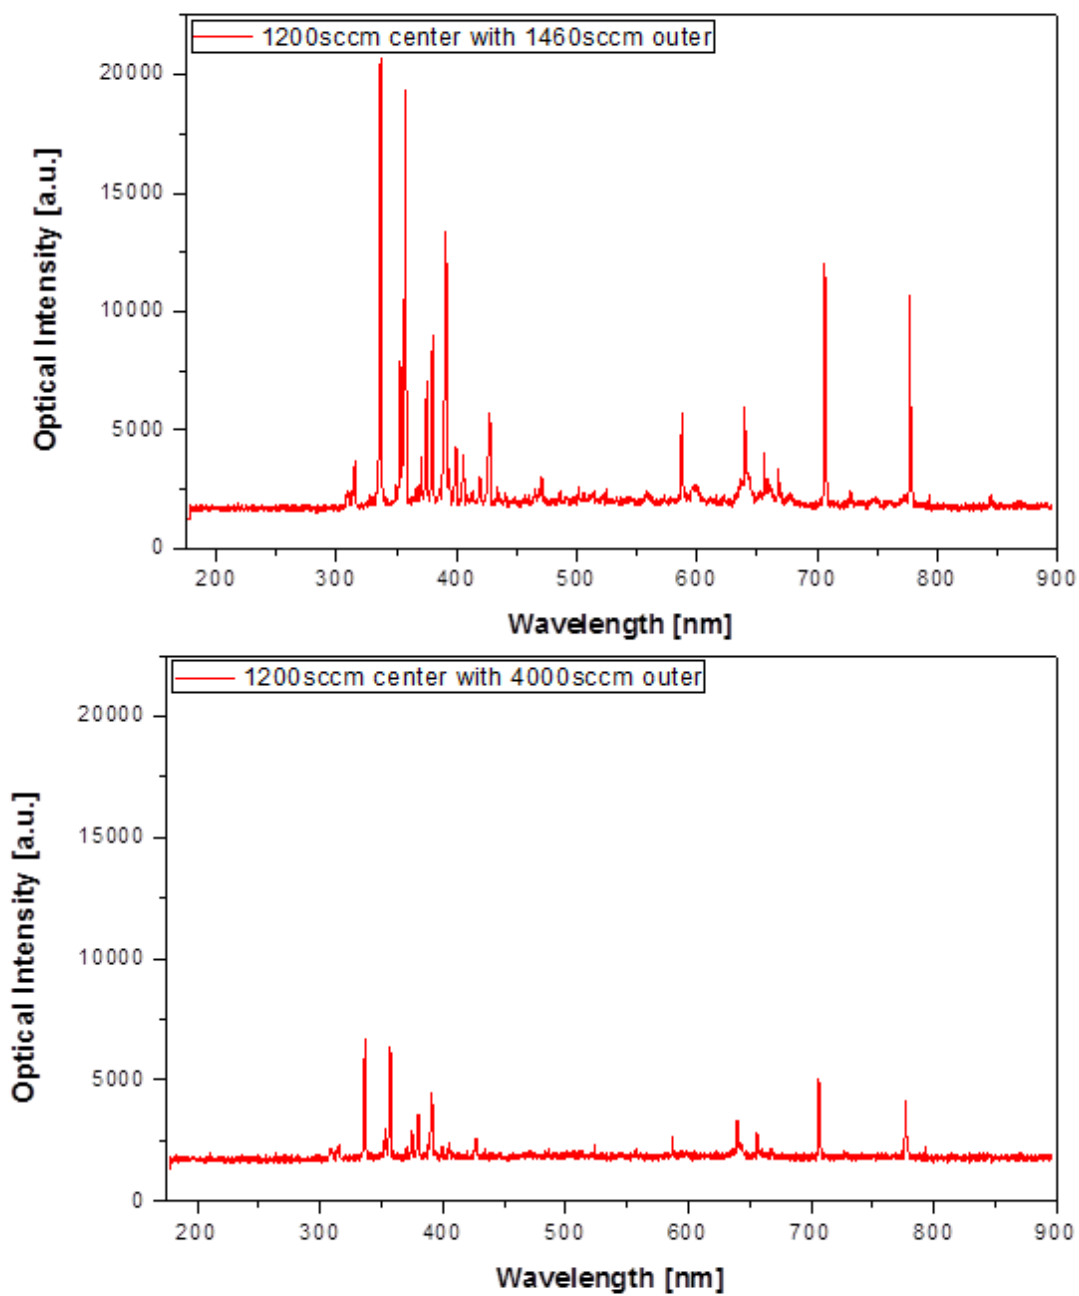 1200sccm center with 1460sccm outer
20000
15000
10000
5000
0
Optical Intensity [a.u.]
200 300 400 500 600 700 800 900
Wavelength [nm]
1200sccm center with 4000sccm outer
20000
15000
10000
5000
0
Optical Intensity [a.u.]
200 300 400 500 600 700 800 900
Wavelength [nm]